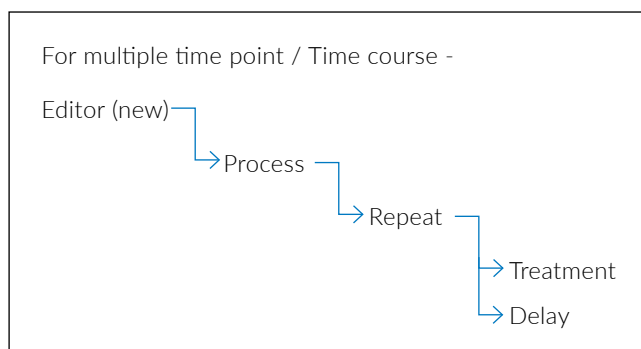 For multiple time point / Time course -
Editor (new)
Process
Repeat
Treatment
Delay